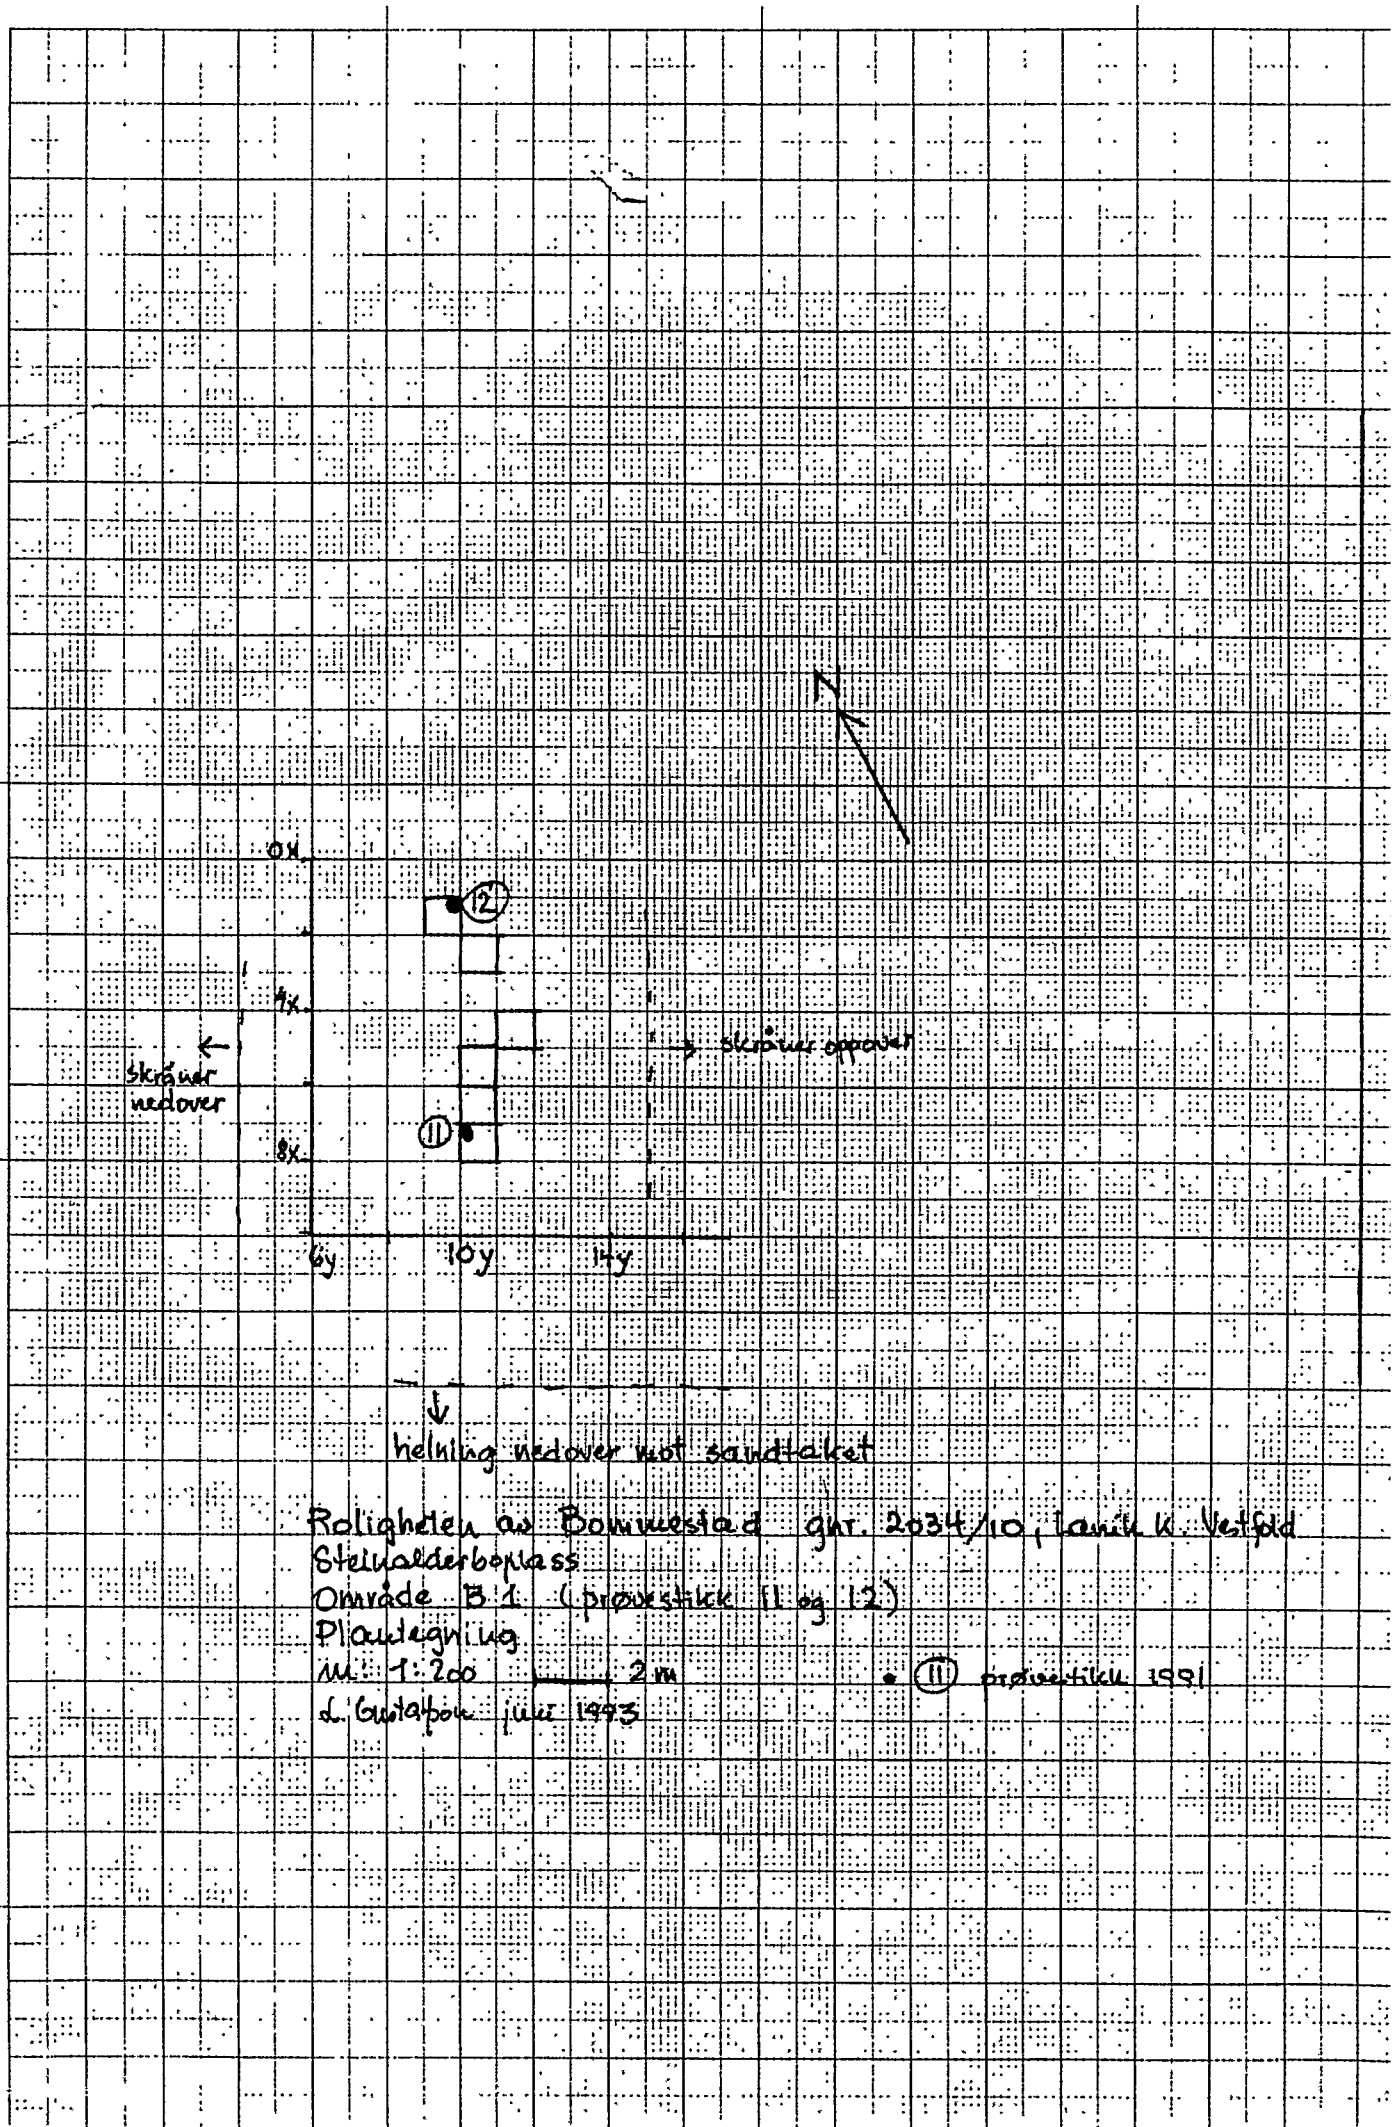 N
0x
12
4x
skråner oppover
skråner
nedover
11
8x
6y 10y 14y
helning nedover mot sandtaket
Roligheten av Bommestad gnr. 2034/10, Larvik k. Vestfold
Steinalderboplass
Område B1 (prøvestikk 11 og 12)
Plantegning
M: 1:200 2 m
11 prøvestikk 1991
L. Gustafson juni 1993